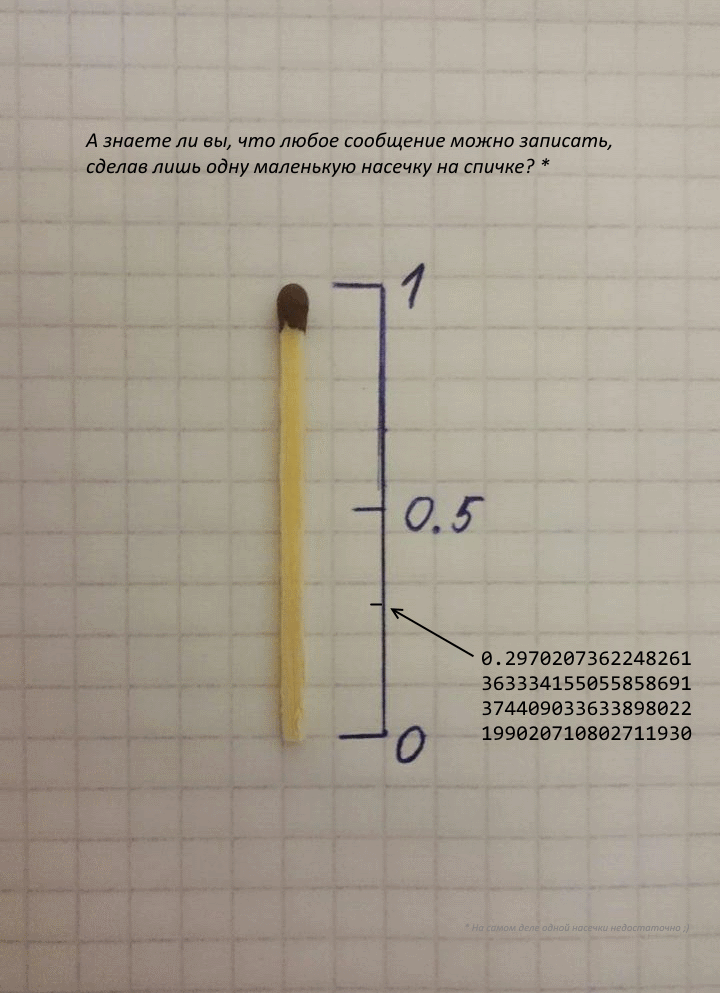 А знаете ли вы, что любое сообщение можно записать,
сделав лишь одну маленькую насечку на спичке? *
1
0.5
0.2970207362248261
363334155055858691
374409033633898022
199020710802711930
0
* На самом деле одной насечки недостаточно ;)